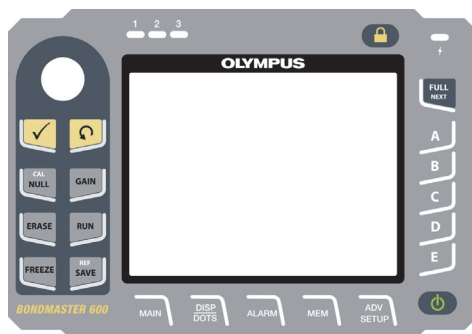 1 2 3
OLYMPUS
FULL
NEXT
A
B
C
D
E
CAL
NULL
GAIN
ERASE
RUN
FREEZE
REF
SAVE
BONDMASTER 600
MAIN
DISP
DOTS
ALARM
MEM
ADV
SETUP